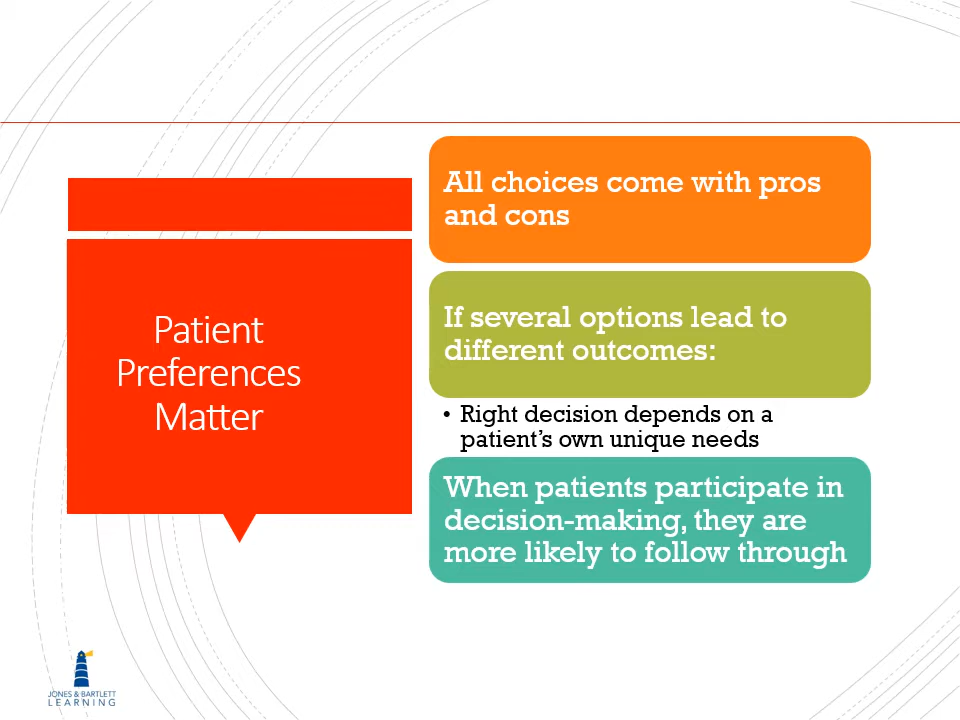 Patient
Preferences
Matter
All choices come with pros
and cons
If several options lead to
different outcomes:
• Right decision depends on a
patient’s own unique needs
When patients participate in
decision-making, they are
more likely to follow through
JONES & BARTLETT
LEARNING